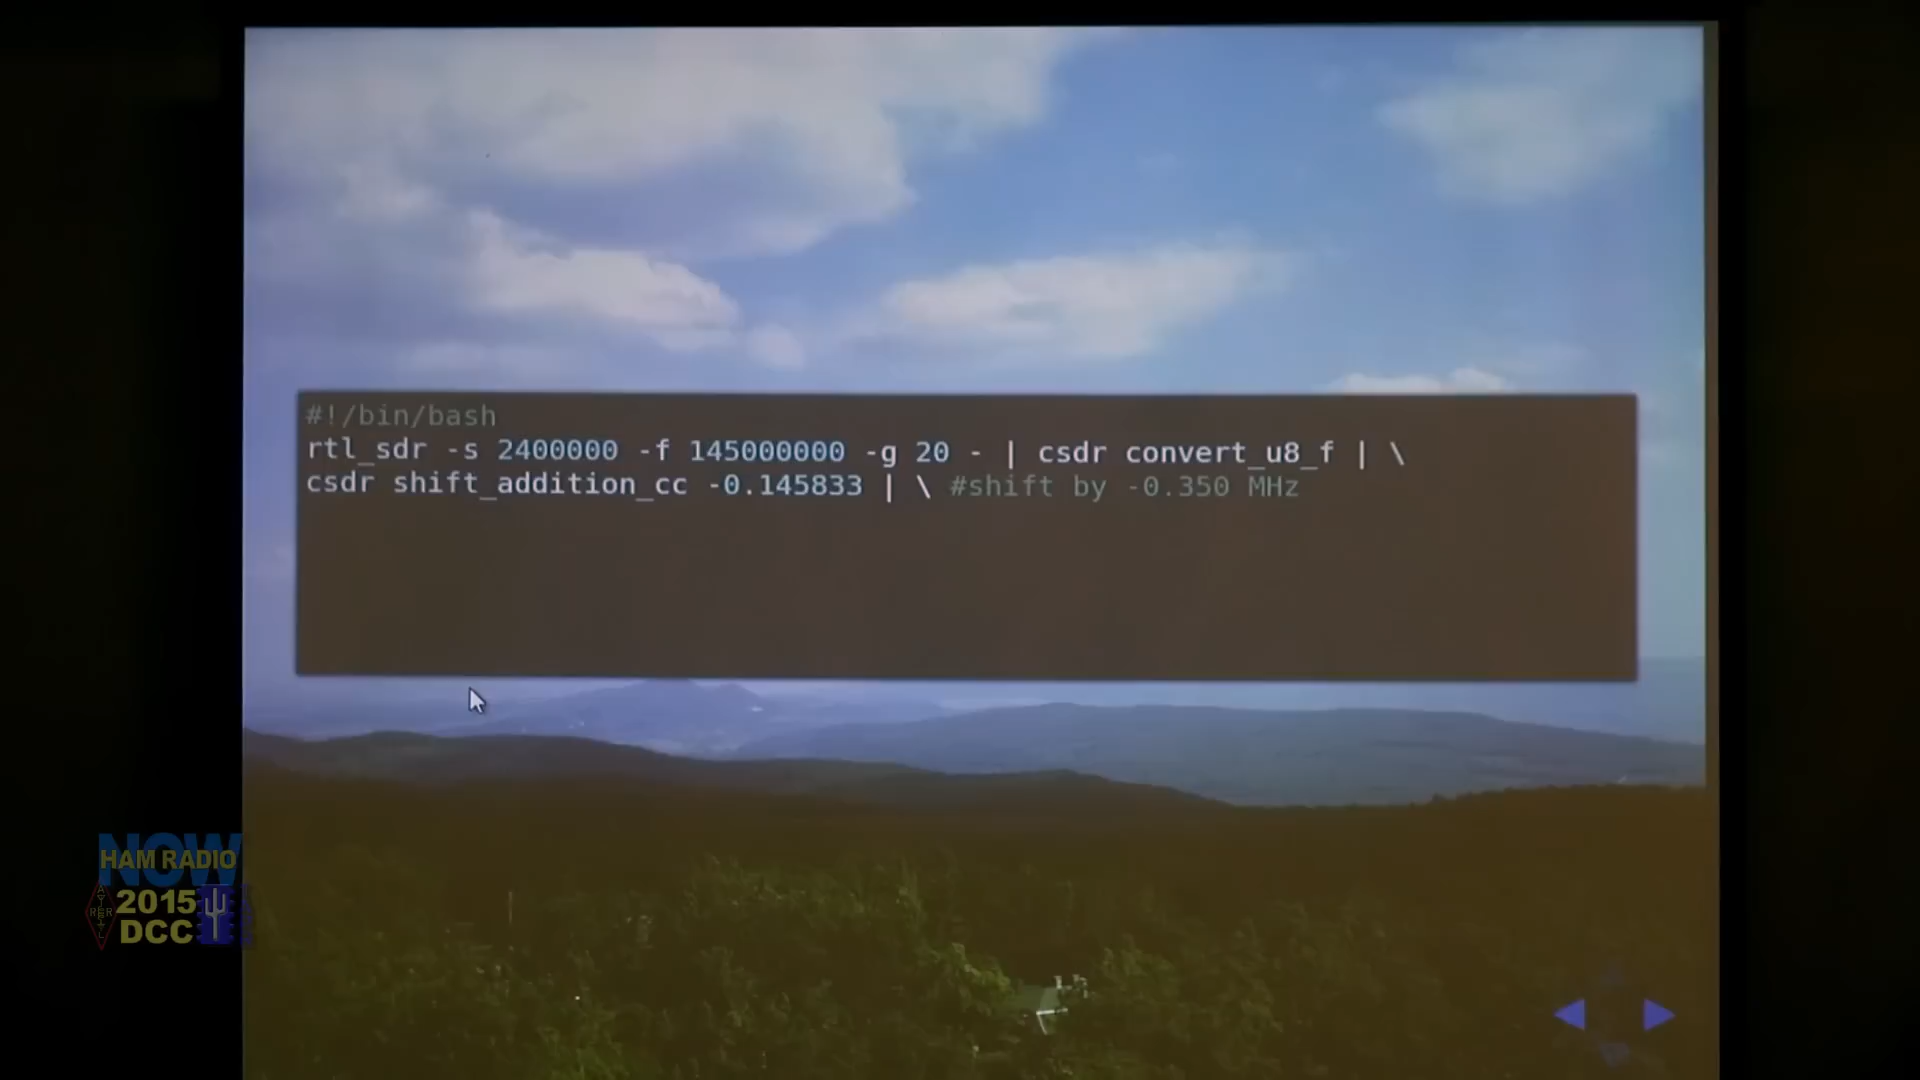 #!/bin/bash
rtl_sdr -s 2400000 -f 145000000 -g 20 - | csdr convert_u8_f | \
csdr shift_addition_cc -0.145833 | \ #shift by -0.350 MHz
NOW
HAM RADIO
2015
DCC